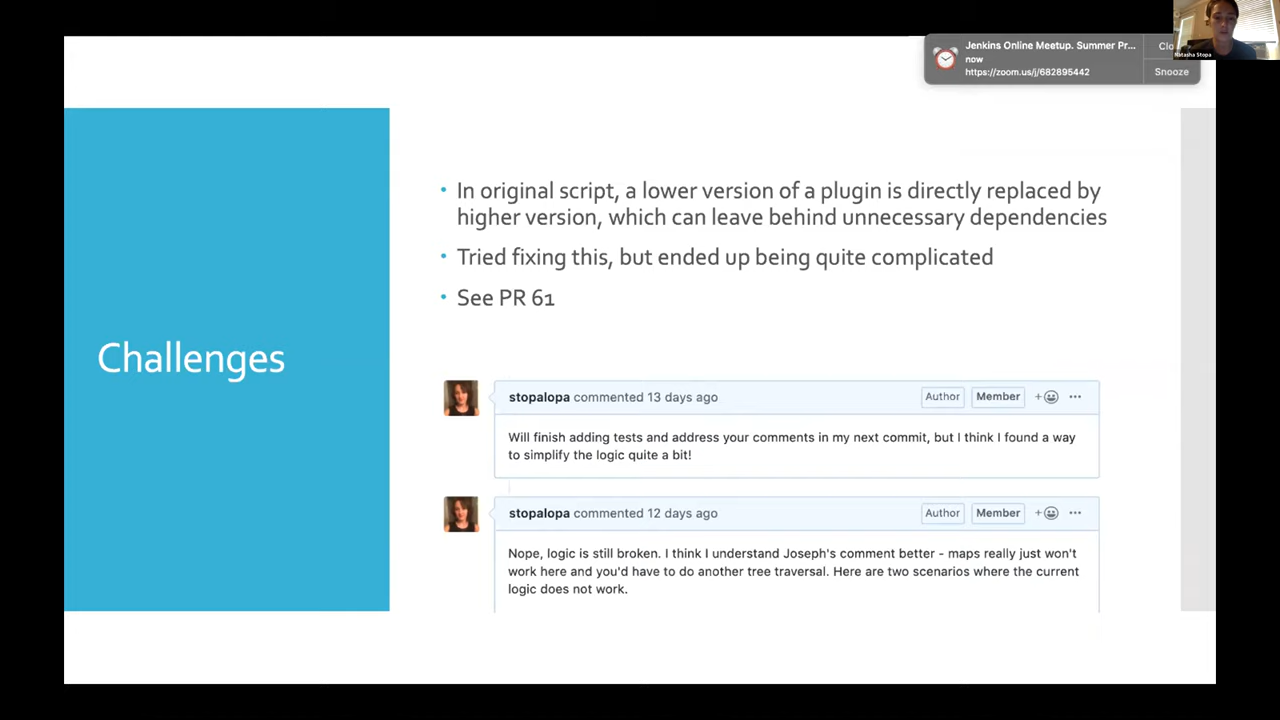 Jenkins Online Meetup. Summer Pr...
now
https://zoom.us/j/682895442
Clo
Snooze
Natasha Stopa
Challenges
• In original script, a lower version of a plugin is directly replaced by
higher version, which can leave behind unnecessary dependencies
• Tried fixing this, but ended up being quite complicated
• See PR 61
stopalopa commented 13 days ago
Author
Member
Will finish adding tests and address your comments in my next commit, but I think I found a way
to simplify the logic quite a bit!
stopalopa commented 12 days ago
Author
Member
Nope, logic is still broken. I think I understand Joseph's comment better - maps really just won't
work here and you'd have to do another tree traversal. Here are two scenarios where the current
logic does not work.